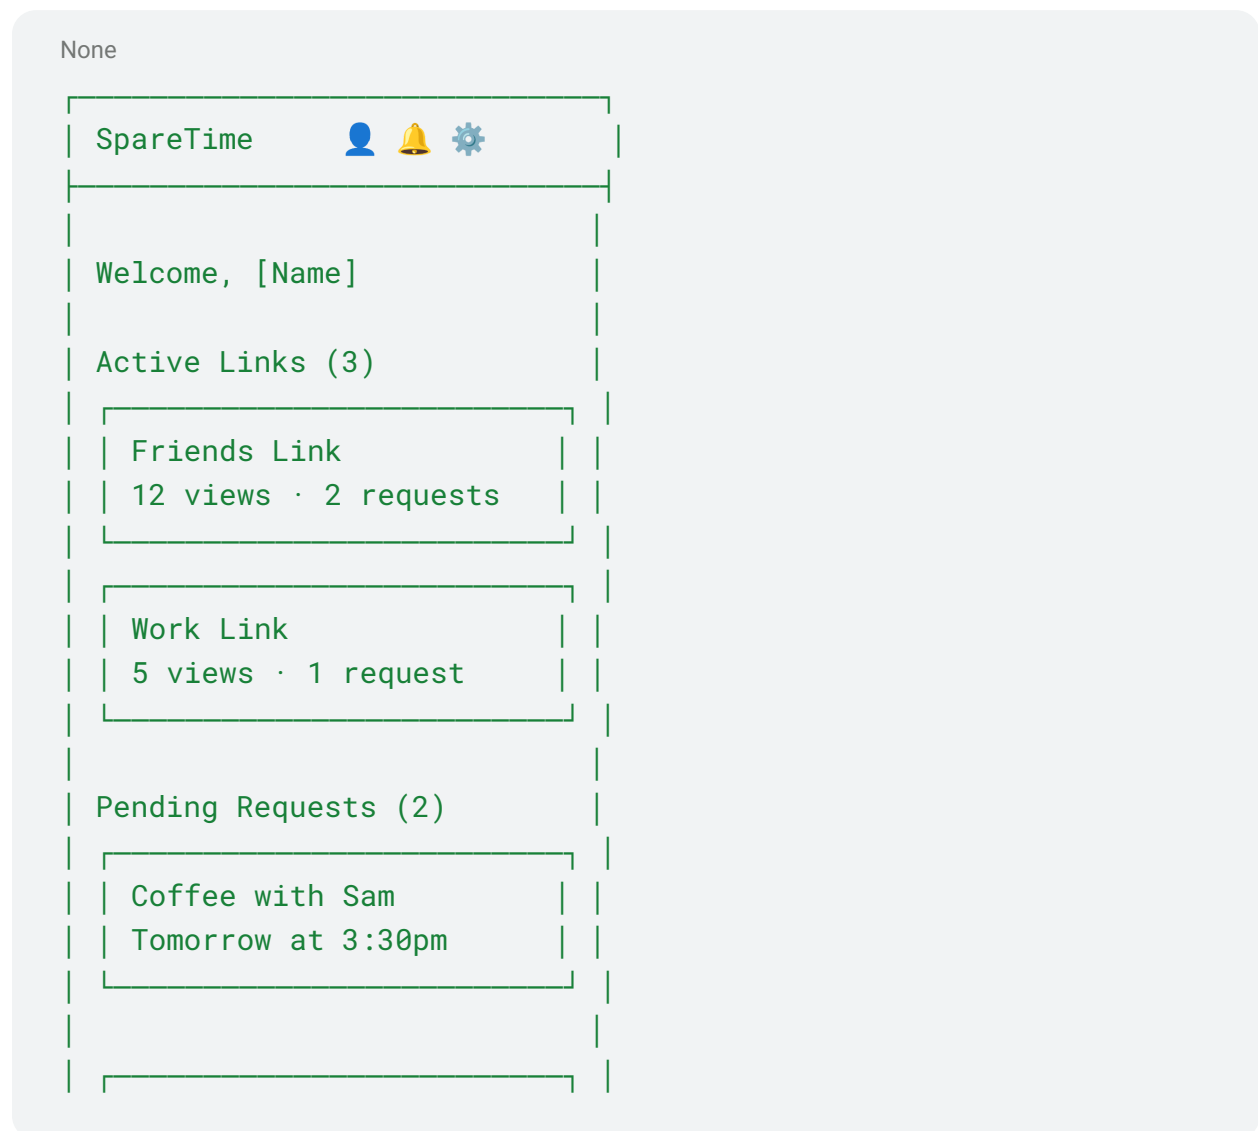 None
SpareTime 👤 🔔 ⚙️
Welcome, [Name]
Active Links (3)
Friends Link
12 views · 2 requests
Work Link
5 views · 1 request
Pending Requests (2)
Coffee with Sam
Tomorrow at 3:30pm